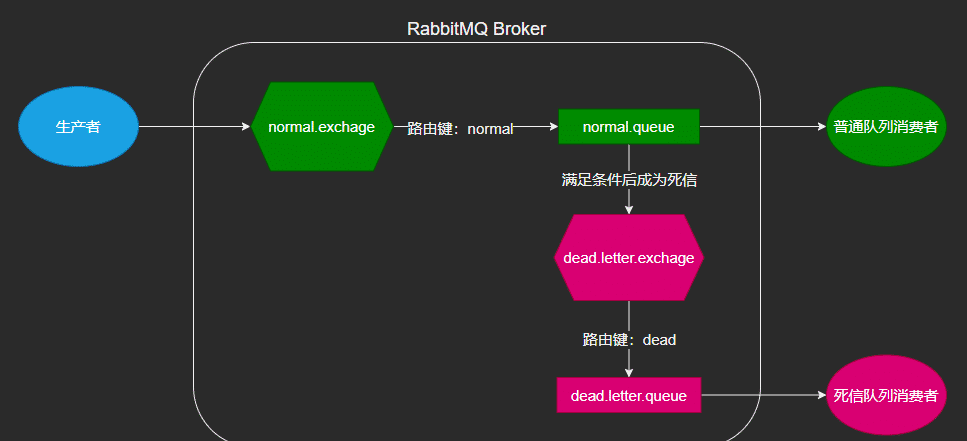 RabbitMQ Broker
生产者
normal.exchage
路由键：normal
normal.queue
普通队列消费者
满足条件后成为死信
dead.letter.exchage
路由键：dead
dead.letter.queue
死信队列消费者